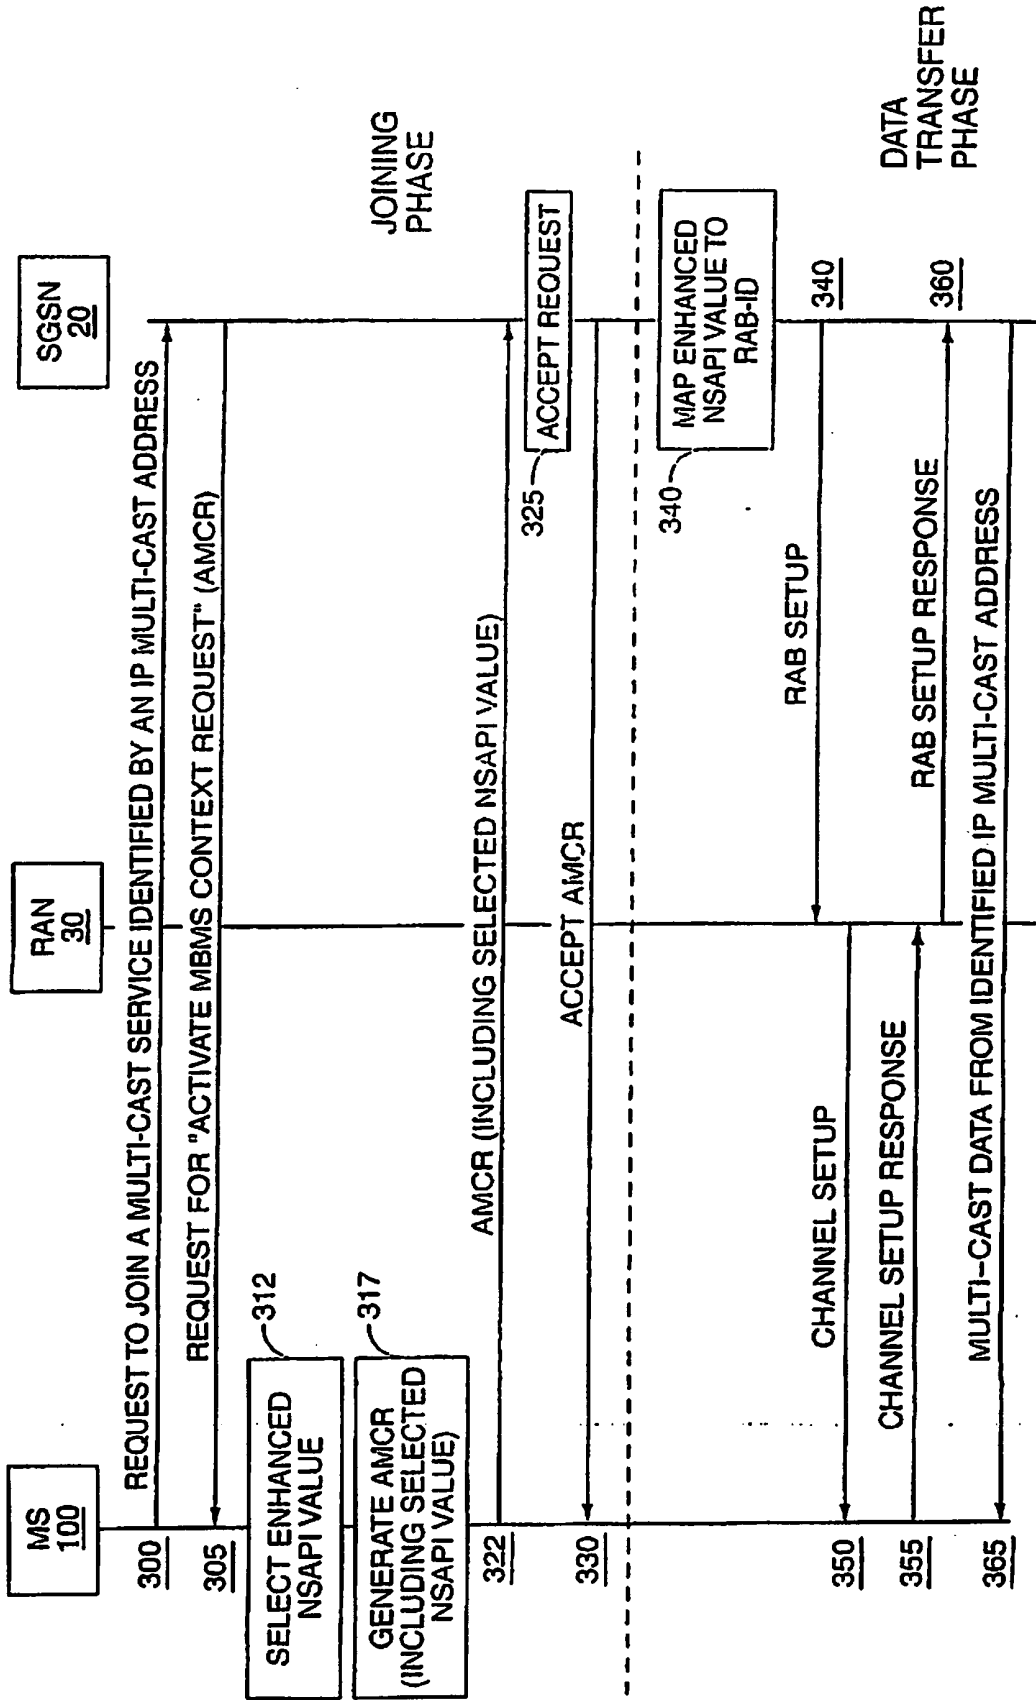 MS
100
RAN
30
SGSN
20
REQUEST TO JOIN A MULTI-CAST SERVICE IDENTIFIED BY AN IP MULTI-CAST ADDRESS
300
REQUEST FOR "ACTIVATE MBMS CONTEXT REQUEST" (AMCR)
305
SELECT ENHANCED
NSAPI VALUE
312
GENERATE AMCR
(INCLUDING SELECTED
NSAPI VALUE)
317
JOINING
PHASE
AMCR (INCLUDING SELECTED NSAPI VALUE)
322
325
ACCEPT REQUEST
ACCEPT AMCR
330
340
MAP ENHANCED
NSAPI VALUE TO
RAB-ID
RAB SETUP
340
CHANNEL SETUP
350
CHANNEL SETUP RESPONSE
355
RAB SETUP RESPONSE
360
DATA
TRANSFER
PHASE
MULTI-CAST DATA FROM IDENTIFIED IP MULTI-CAST ADDRESS
365